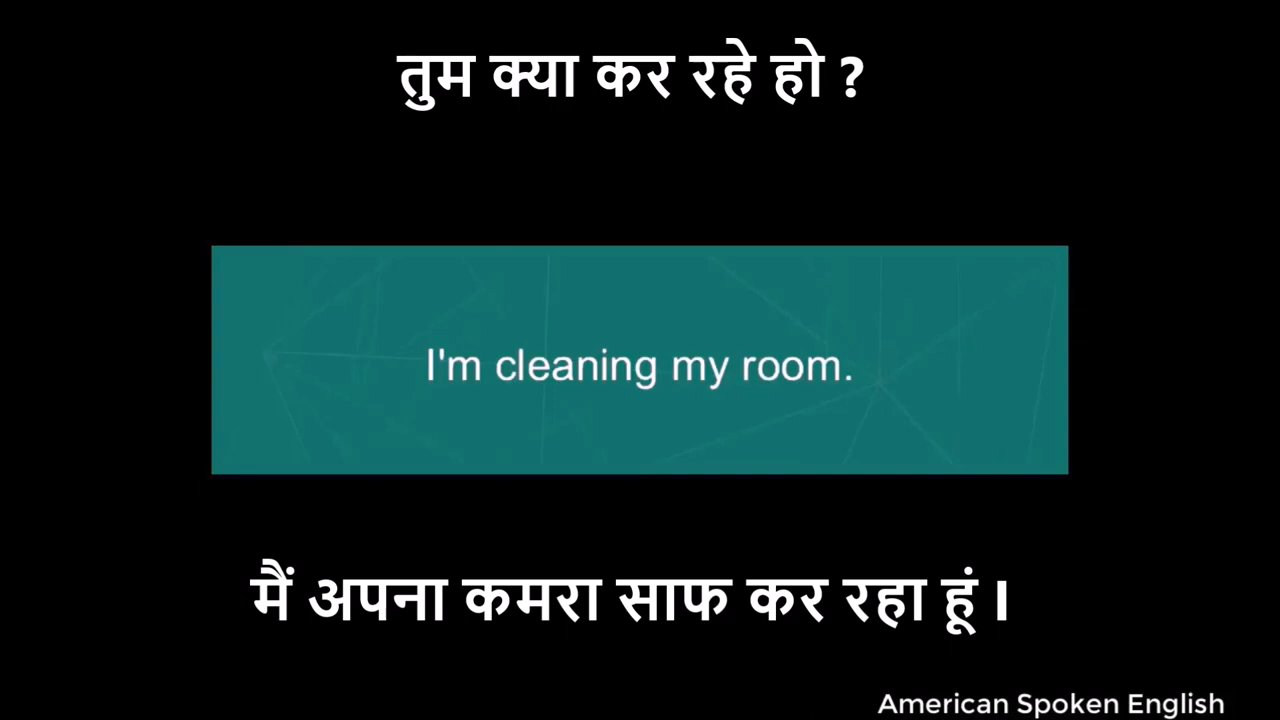 तुम क्या कर रहे हो ?
I'm cleaning my room.
मैं अपना कमरा साफ कर रहा हूं I
American Spoken English